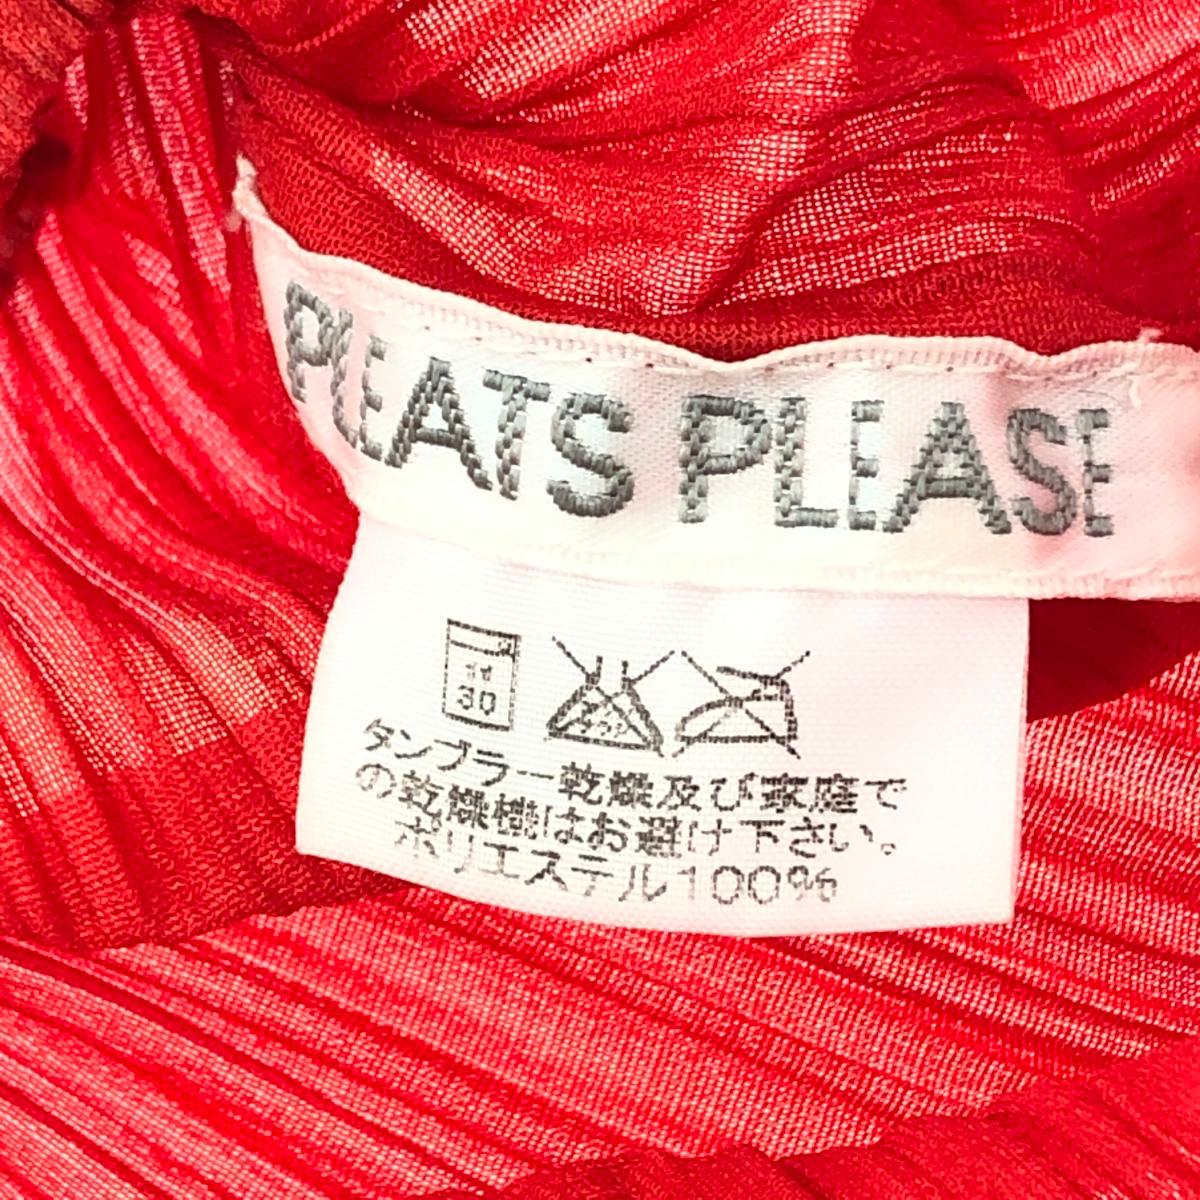 PLEATS PLEASE
30
タンブラー乾燥及び家庭で
の乾燥機はお避け下さい。
ポリエステル100%